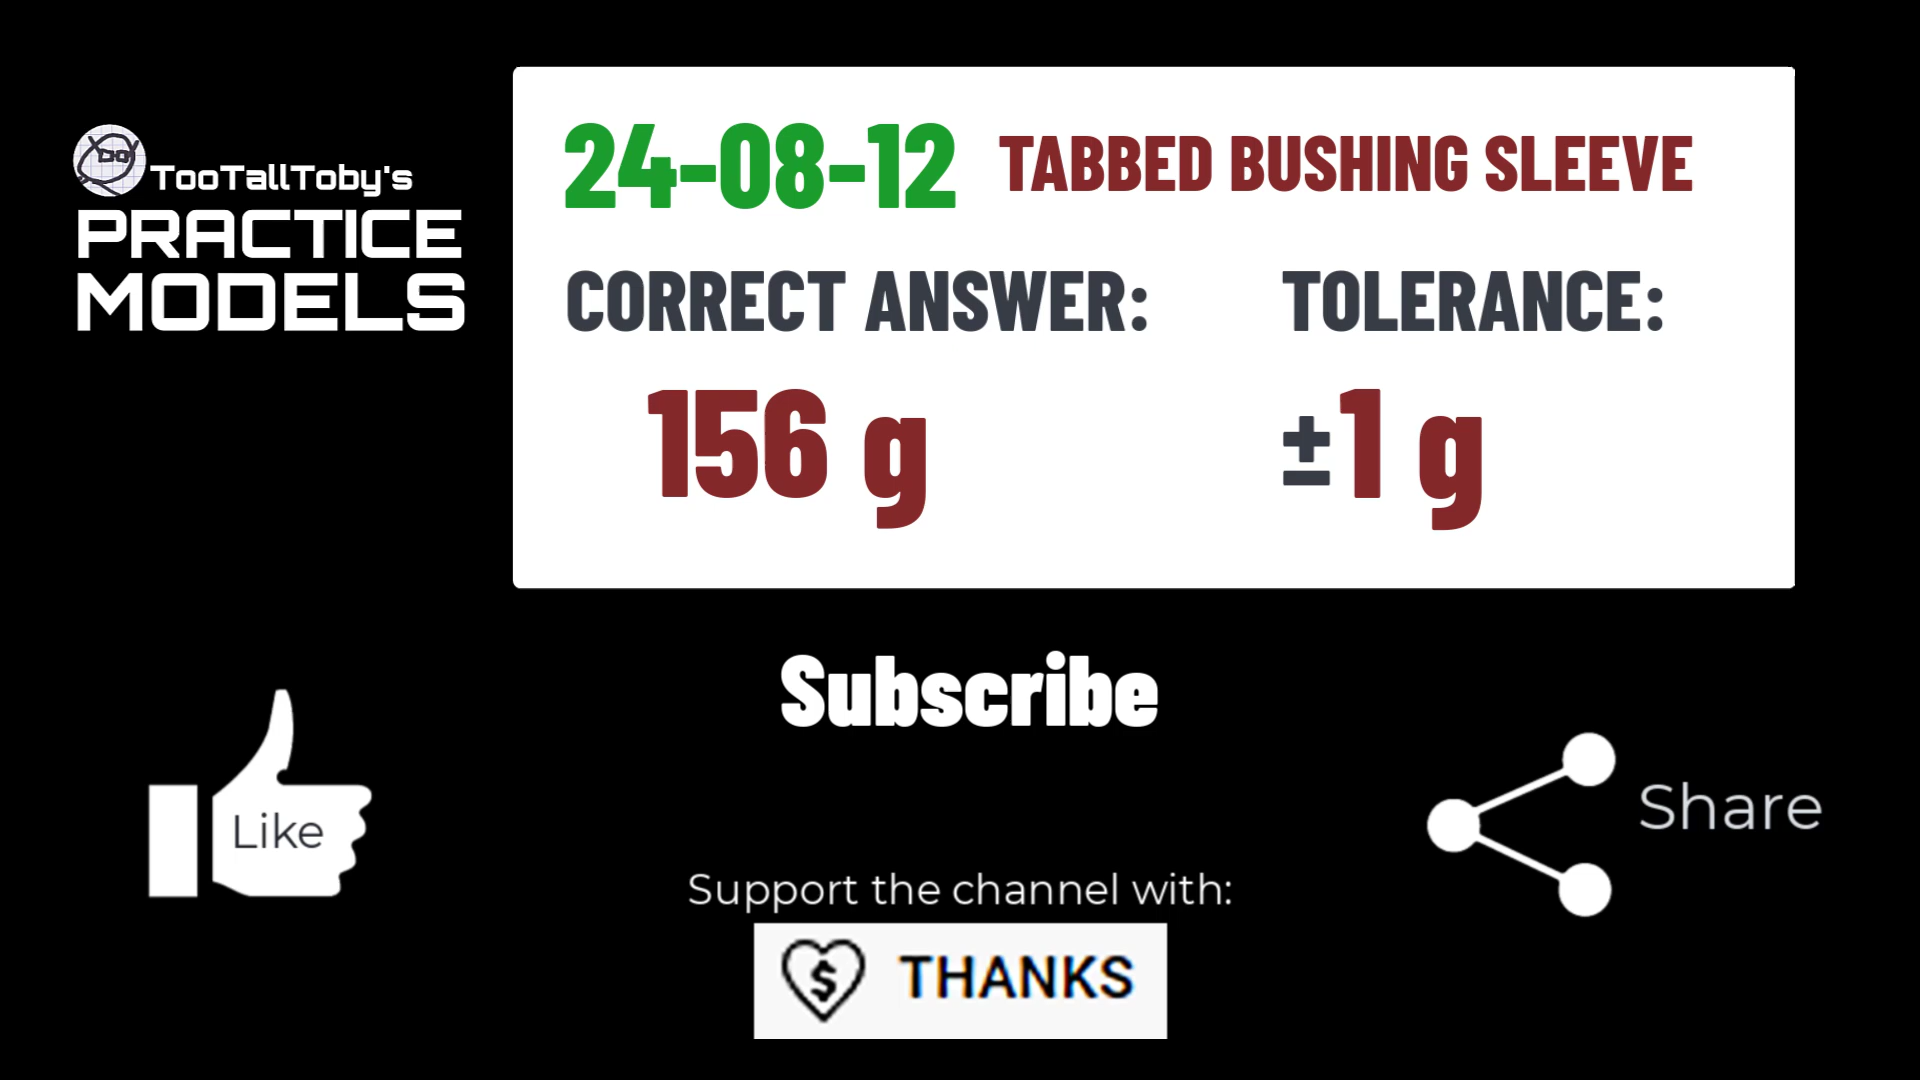 TooTallToby's
PRACTICE
MODELS
24-08-12 TABBED BUSHING SLEEVE
CORRECT ANSWER: TOLERANCE:
156 g ±1 g
Subscribe
Like
Share
Support the channel with:
$ THANKS